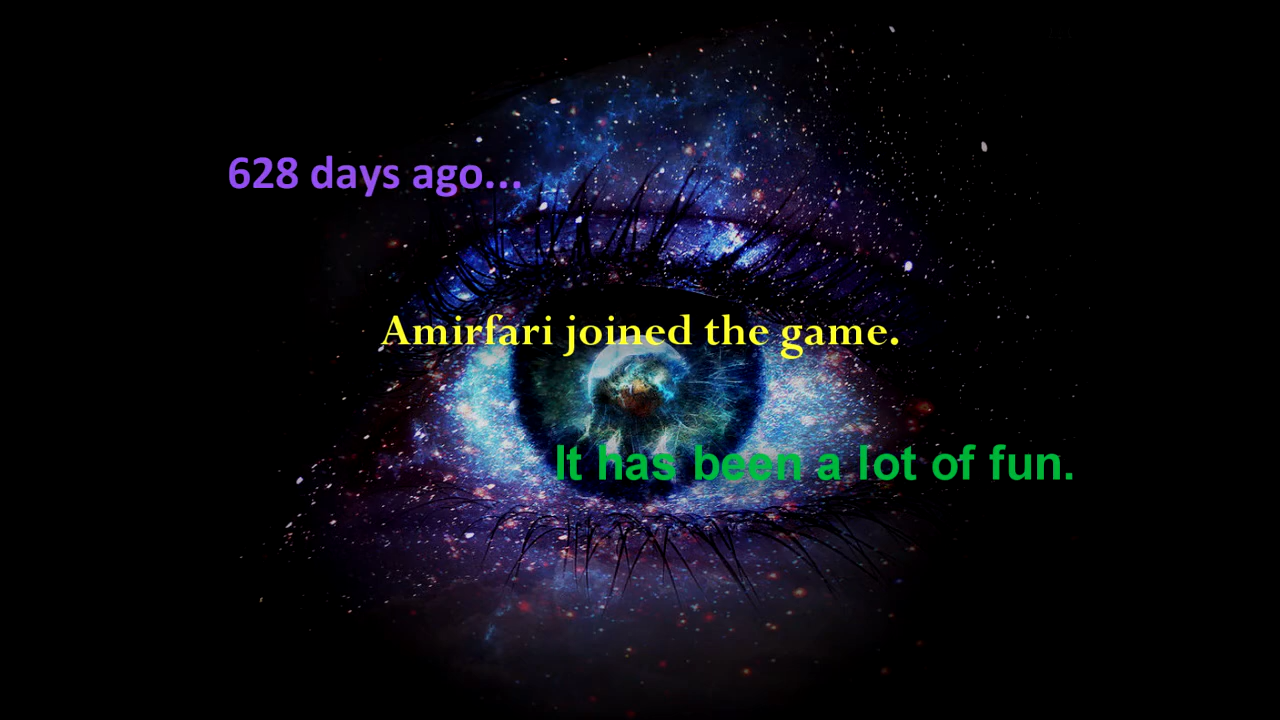 628 days ago...
Amirfari joined the game.
It has been a lot of fun.